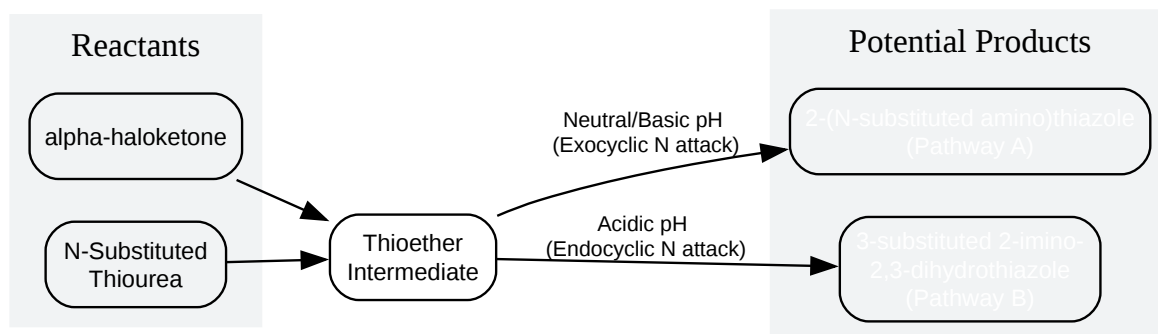 Reactants
Potential Products
alpha-haloketone
N-Substituted
Thiourea
Thioether
Intermediate
Neutral/Basic pH
(Exocyclic N attack)
Acidic pH
(Endocyclic N attack)
2-(N-substituted amino)thiazole
(Pathway A)
3-substituted 2-imino-
2,3-dihydrothiazole
(Pathway B)